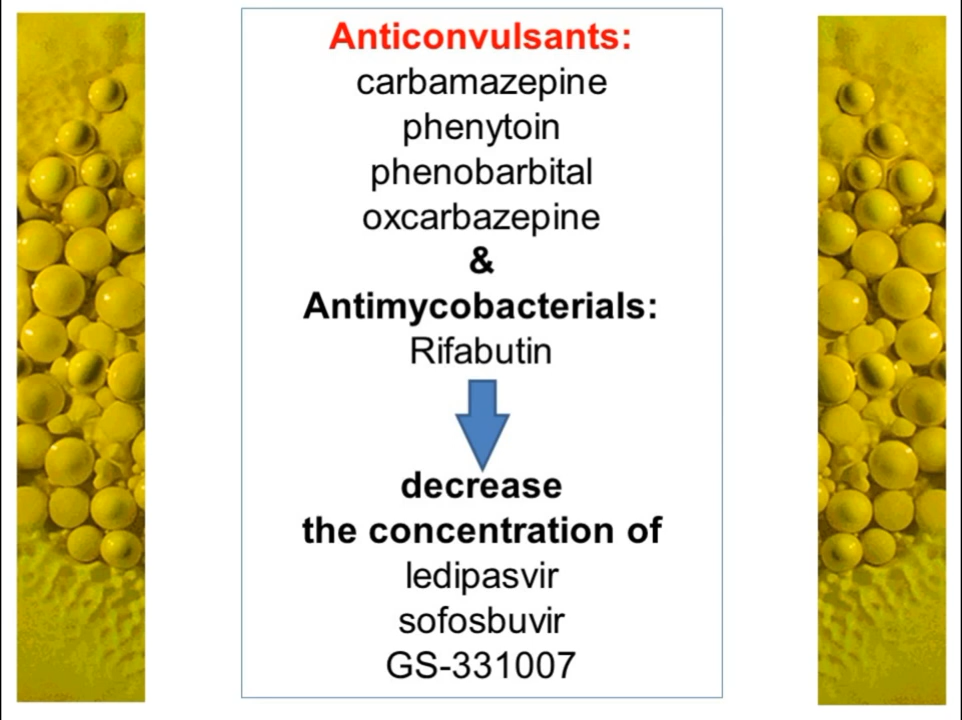 Anticonvulsants:
carbamazepine
phenytoin
phenobarbital
oxcarbazepine
&
Antimycobacterials:
Rifabutin
decrease
the concentration of
ledipasvir
sofosbuvir
GS-331007